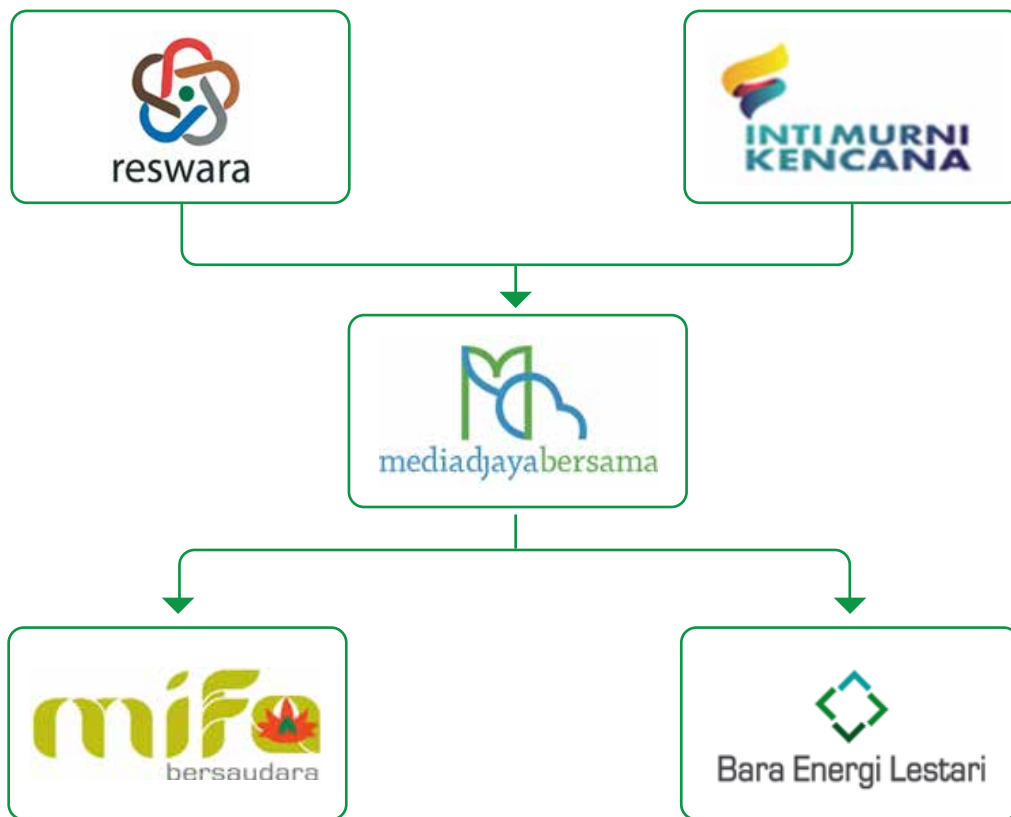 reswara
INTI MURNI
KENCANA
mediadjayabersama
mifa
bersaudara
Bara Energi Lestari